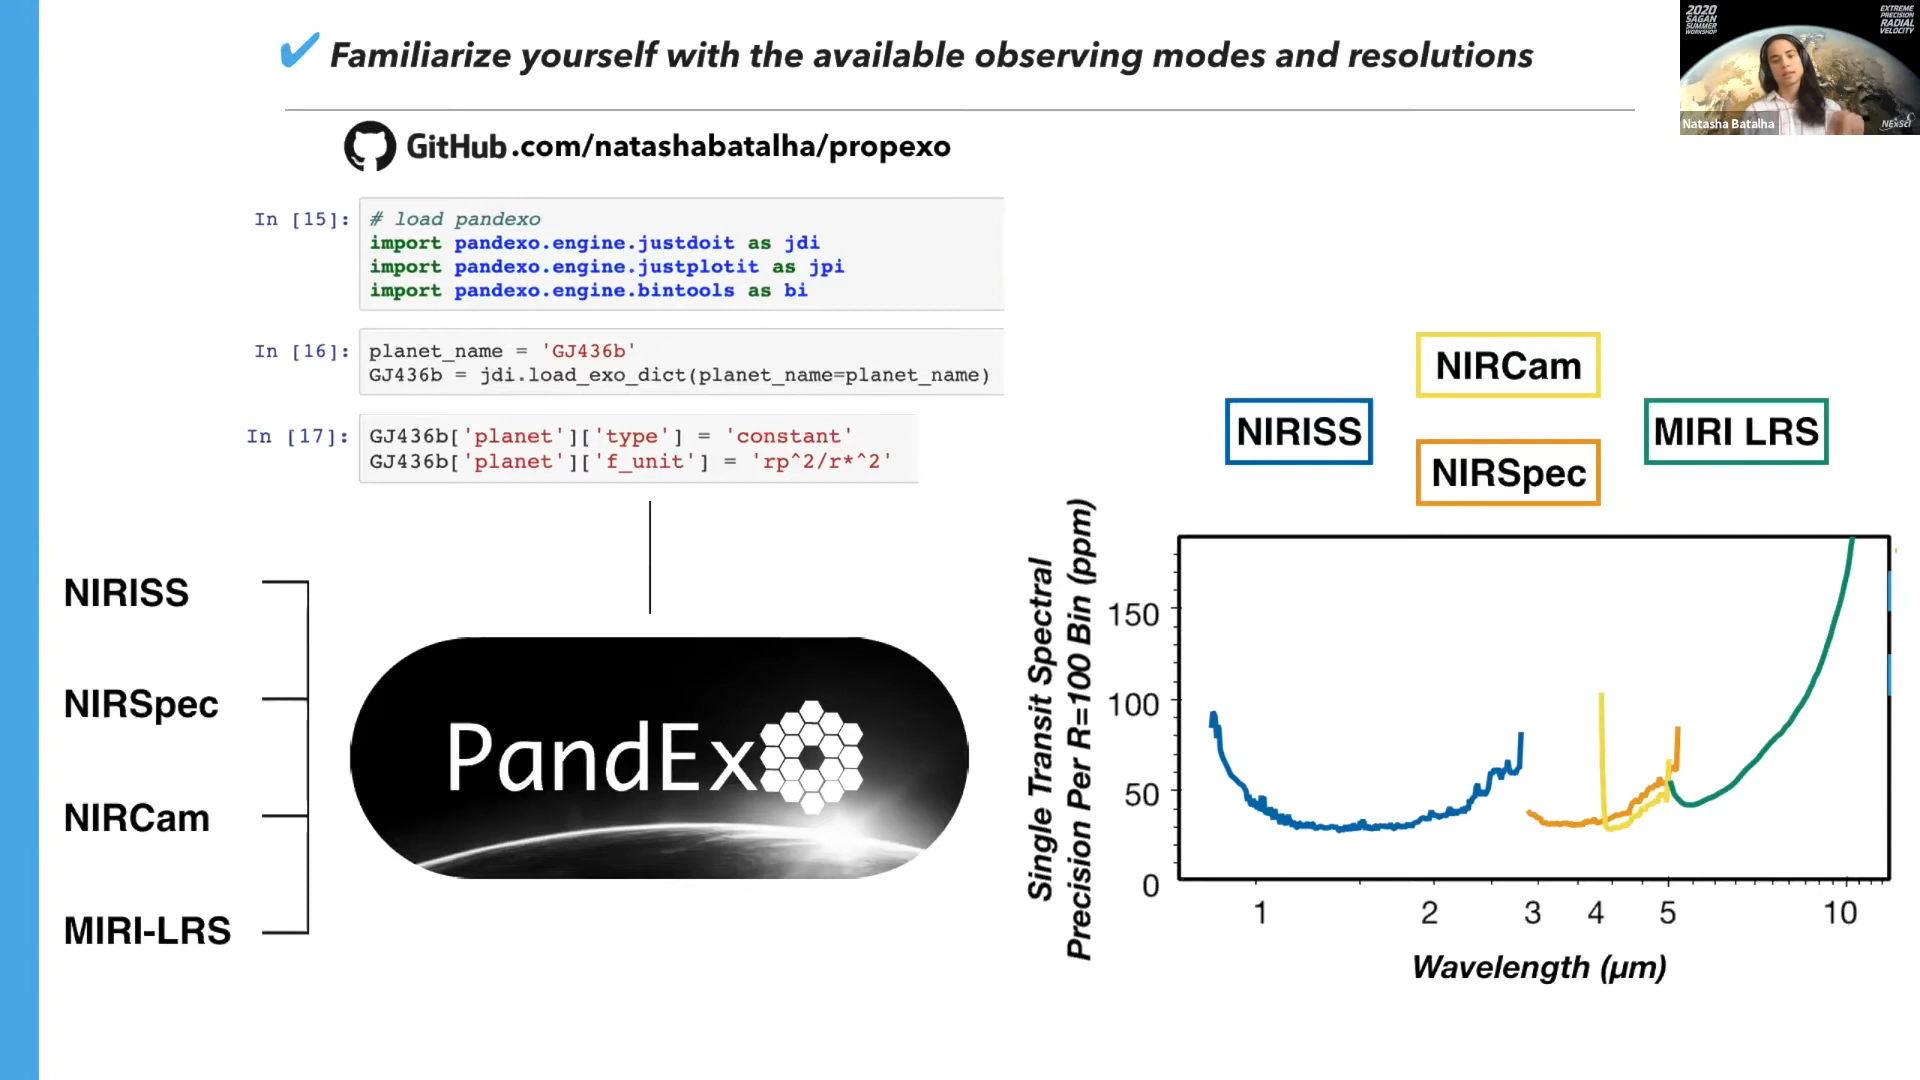 ✔ Familiarize yourself with the available observing modes and resolutions
2020
SAGAN
SUMMER
WORKSHOP
EXTREME
PRECISION
RADIAL
VELOCITY
Natasha Batalha
NExScI
GitHub.com/natashabatalha/propexo
In [15]:
# load pandexo
import pandexo.engine.justdoit as jdi
import pandexo.engine.justplotit as jpi
import pandexo.engine.bintools as bi
In [16]:
planet_name = 'GJ436b'
GJ436b = jdi.load_exo_dict(planet_name=planet_name)
In [17]:
GJ436b['planet']['type'] = 'constant'
GJ436b['planet']['f_unit'] = 'rp^2/r*^2'
NIRISS
NIRSpec
NIRCam
MIRI-LRS
PandEx
NIRCam
NIRISS
MIRI LRS
NIRSpec
Single Transit Spectral
Precision Per R=100 Bin (ppm)
150
100
50
0
1 2 3 4 5 10
Wavelength (µm)